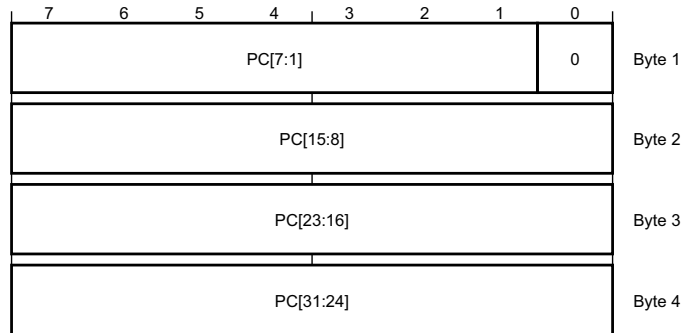 7 6 5 4 3 2 1 0
PC[7:1] 0 Byte 1
PC[15:8] Byte 2
PC[23:16] Byte 3
PC[31:24] Byte 4